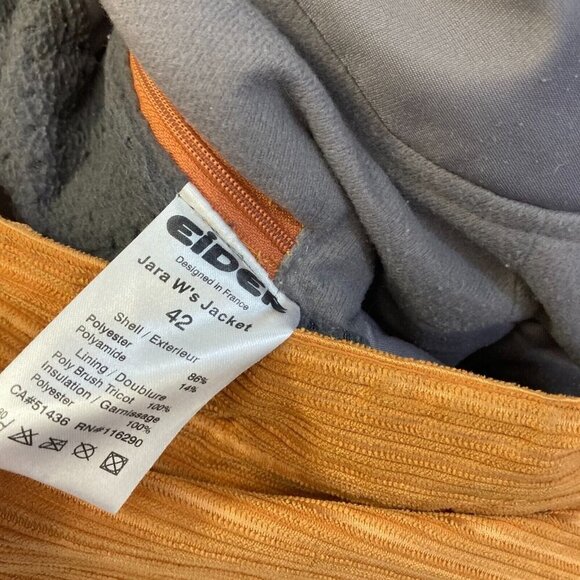 EIDER
Designed in France
Jara W's Jacket
42
Shell / Exterieur
Polyester 86%
Polyamide 14%
Lining / Doublure
Poly Brush Tricot 100%
Insulation / Garnissage
Polyester 100%
CA#51436 RN#116290